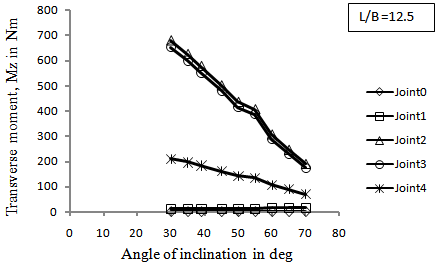 L/B=12.5
Transverse moment, Mz in Nm
800
700
600
500
400
300
200
100
0
0 10 20 30 40 50 60 70 80
Angle of inclination in deg
Joint0
Joint1
Joint2
Joint3
Joint4